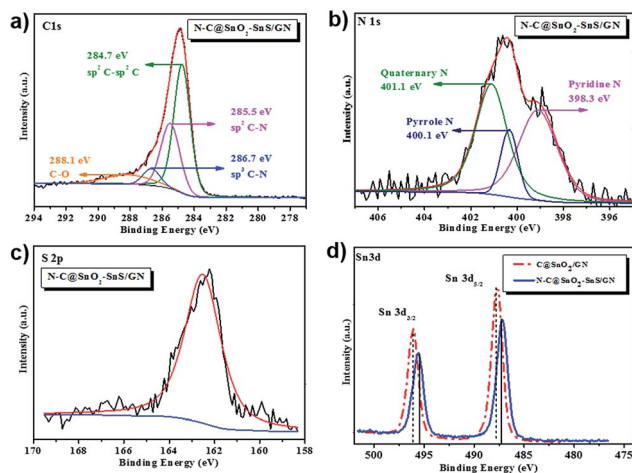 a)
C1s
N-C@SnO2-SnS/GN
284.7 eV
sp2 C-sp2 C
285.5 eV
sp2 C-N
288.1 eV
C-O
286.7 eV
sp3 C-N
Intensity (a.u.)
294 292 290 288 286 284 282 280 278
Binding Energy (eV)
b)
N 1s
N-C@SnO2-SnS/GN
Quaternary N
401.1 eV
Pyridine N
398.3 eV
Pyrrole N
400.1 eV
Intensity (a.u.)
406 404 402 400 398 396
Binding Energy (eV)
c)
S 2p
N-C@SnO2-SnS/GN
Intensity (a.u.)
170 168 166 164 162 160 158
Binding Energy (eV)
d)
Sn3d
C@SnO2/GN
N-C@SnO2-SnS/GN
Sn 3d5/2
Sn 3d3/2
Intensity (a.u.)
500 495 490 485 480 475
Binding Energy (eV)